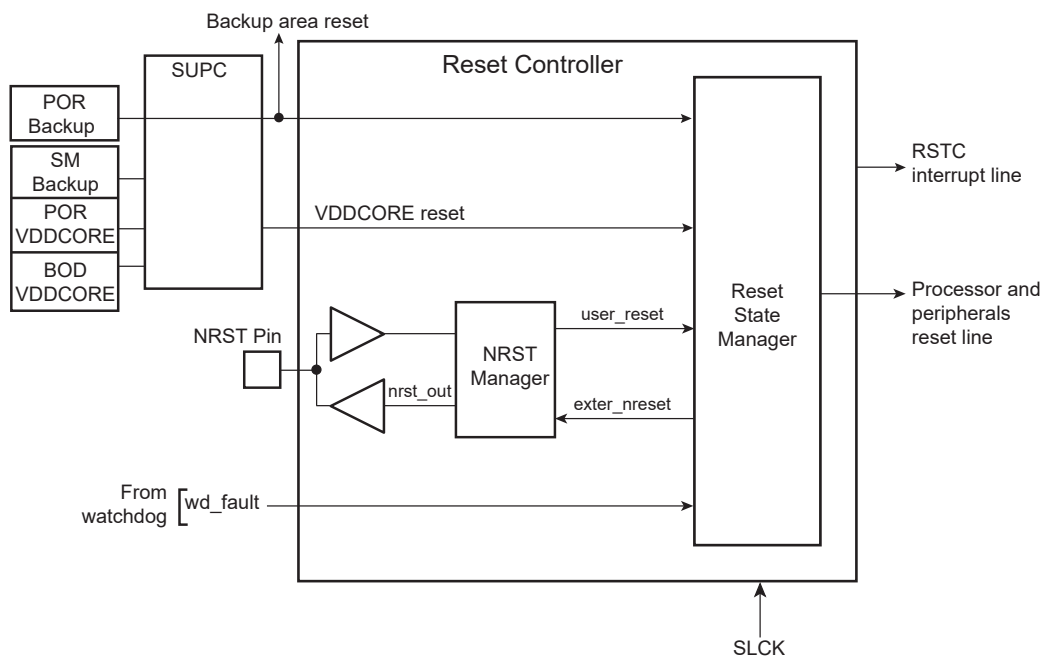 Backup area reset
Reset Controller
SUPC
POR
Backup
SM
Backup
POR
VDDCORE
BOD
VDDCORE
VDDCORE reset
RSTC
interrupt line
Reset
State
Manager
Processor and
peripherals
reset line
NRST Pin
NRST
Manager
user_reset
nrst_out
exter_nreset
From
watchdog
wd_fault
SLCK